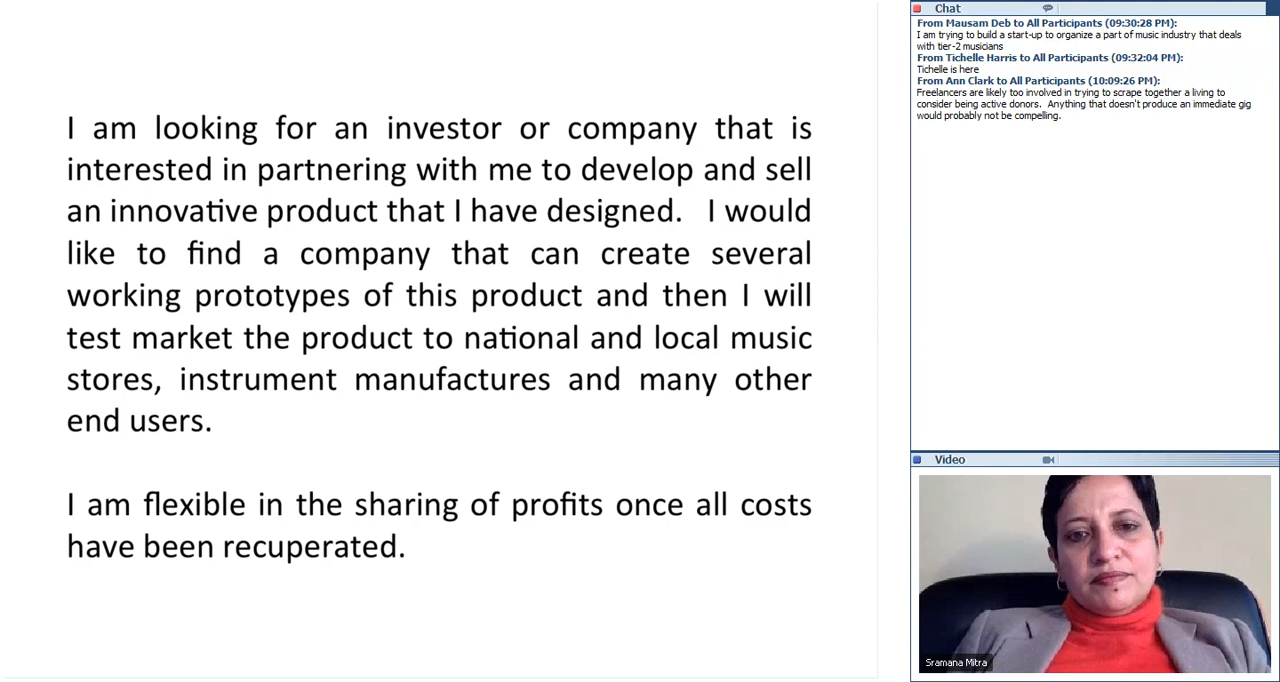 I am looking for an investor or company that is
interested in partnering with me to develop and sell
an innovative product that I have designed. I would
like to find a company that can create several
working prototypes of this product and then I will
test market the product to national and local music
stores, instrument manufactures and many other
end users.
I am flexible in the sharing of profits once all costs
have been recuperated.
Chat
From Mausam Deb to All Participants (09:30:28 PM):
I am trying to build a start-up to organize a part of music industry that deals
with tier-2 musicians
From Tichelle Harris to All Participants (09:32:04 PM):
Tichelle is here
From Ann Clark to All Participants (10:09:26 PM):
Freelancers are likely too involved in trying to scrape together a living to
consider being active donors. Anything that doesn't produce an immediate gig
would probably not be compelling.
Video
Sramana Mitra